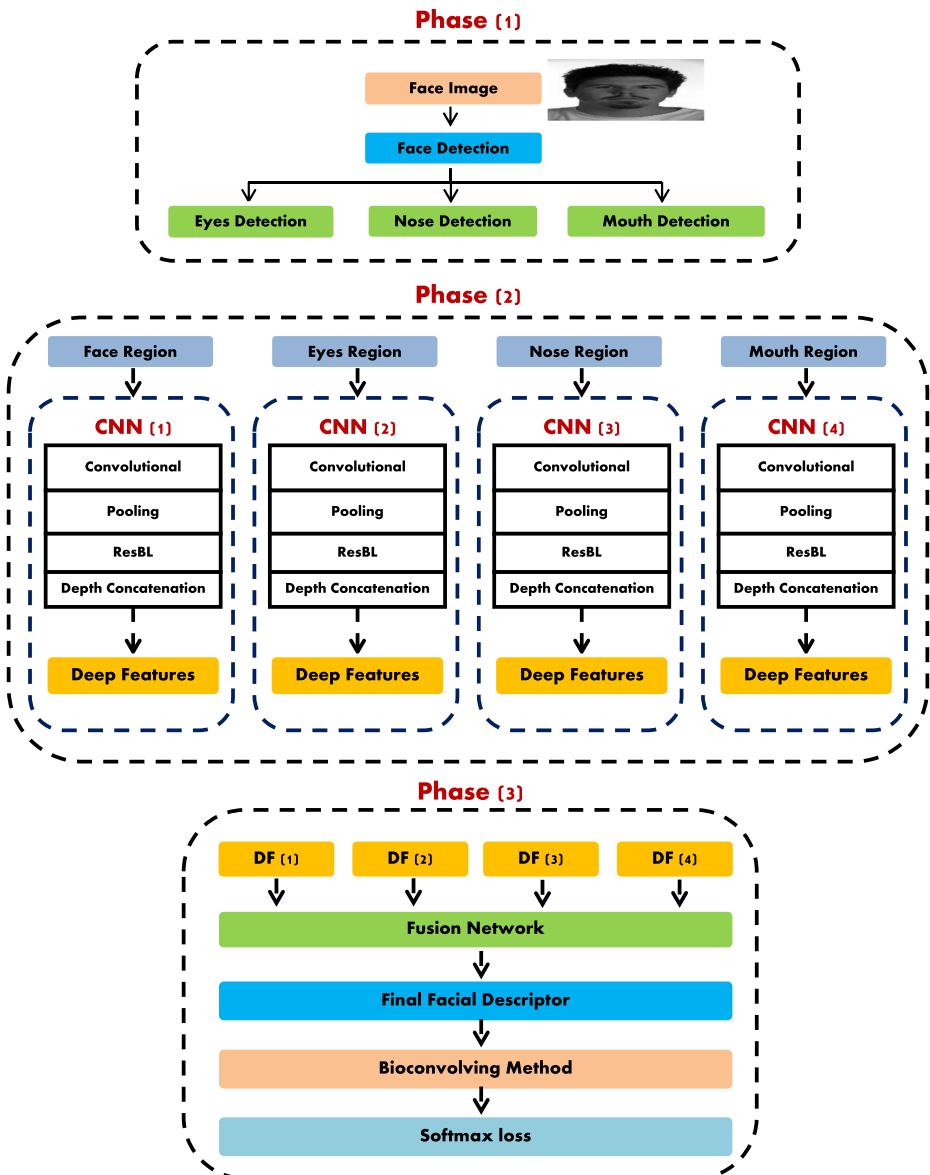 Phase (1)
Face Image
Face Detection
Eyes Detection
Nose Detection
Mouth Detection
Phase (2)
Face Region
Eyes Region
Nose Region
Mouth Region
CNN (1)
Convolutional
Pooling
ResBL
Depth Concatenation
Deep Features
CNN (2)
Convolutional
Pooling
ResBL
Depth Concatenation
Deep Features
CNN (3)
Convolutional
Pooling
ResBL
Depth Concatenation
Deep Features
CNN (4)
Convolutional
Pooling
ResBL
Depth Concatenation
Deep Features
Phase (3)
DF (1)
DF (2)
DF (3)
DF (4)
Fusion Network
Final Facial Descriptor
Bioconvolving Method
Softmax loss